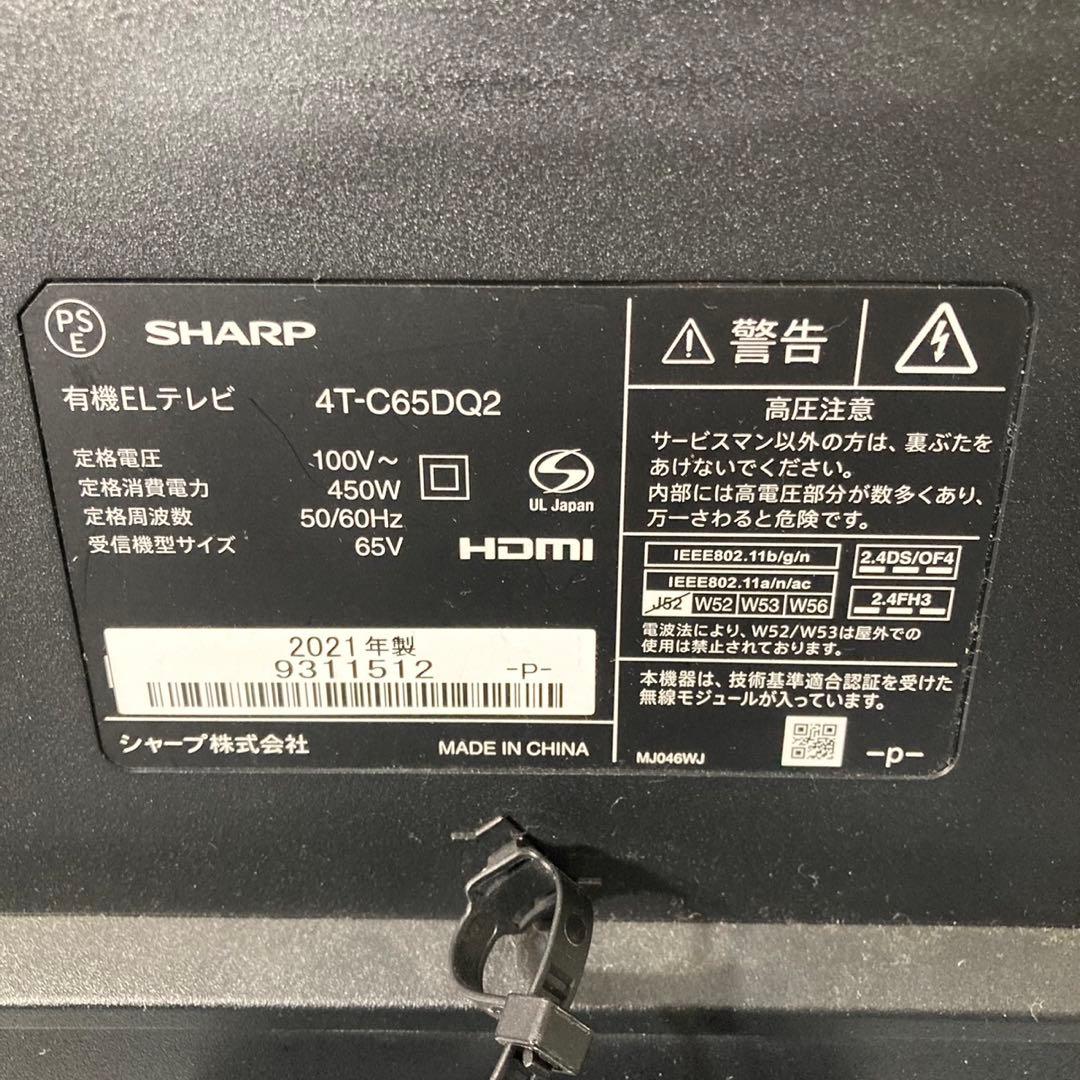 PS
E
SHARP
有機ELテレビ 4T-C65DQ2
定格電圧 100V～
定格消費電力 450W
定格周波数 50/60Hz
受信機型サイズ 65V
S
UL Japan
HDMI
2021年製
9311512 -P-
シャープ株式会社 MADE IN CHINA
警告
高圧注意
サービスマン以外の方は、裏ぶたを
あけないでください。
内部には高電圧部分が数多くあり、
万一さわると危険です。
IEEE802.11b/g/n
2.4DS/OF4
IEEE802.11a/n/ac
J52 W52 W53 W56
2.4FH3
電波法により、W52/W53は屋外での
使用は禁止されております。
本機器は、技術基準適合認証を受けた
無線モジュールが入っています。
MJ046WJ -p-